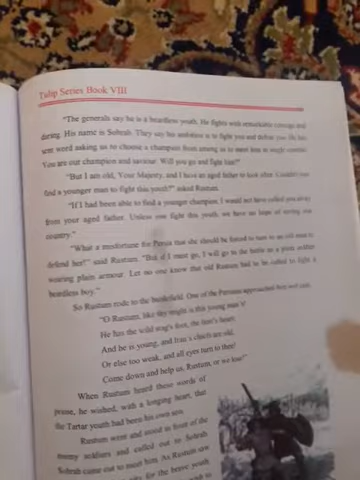 Tulip Series Book VIII
"The generals say he is a beardless youth. He fights with remarkable courage and
daring. His name is Sohrab. They say his ambition is to fight you and defeat you. He has
sent word asking us to choose a champion from among us to meet him in single combat.
You are our champion and saviour. Will you go and fight him?"
"But I am old, Your Majesty, and I have an aged father to look after. Couldn't you
find a younger man to fight this youth?" asked Rustum.
"If I had been able to find a younger champion, I would not have called you away
from your aged father. Unless you fight this youth, we have no hope of saving our
country."
"What a misfortune for Persia that she should be forced to turn to an old man to
defend her!" said Rustum. "But if I must go, I will go to the battle as a plain soldier
wearing plain armour. Let no one know that old Rustum had to be called to fight a
beardless boy."
So Rustum rode to the battlefield. One of the Persians approached him and said,
"O Rustum, like thy might is this young man's!
He has the wild stag's foot, the lion's heart;
And he is young, and Iran's chiefs are old,
Or else too weak, and all eyes turn to thee!
Come down and help us, Rustum, or we lose!"
When Rustum heard these words of
praise, he wished, with a longing heart, that
the Tartar youth had been his own son.
Rustum went and stood in front of the
enemy soldiers and called out to Sohrab
Sohrab came out to meet him. As Rustum saw
for the brave youth